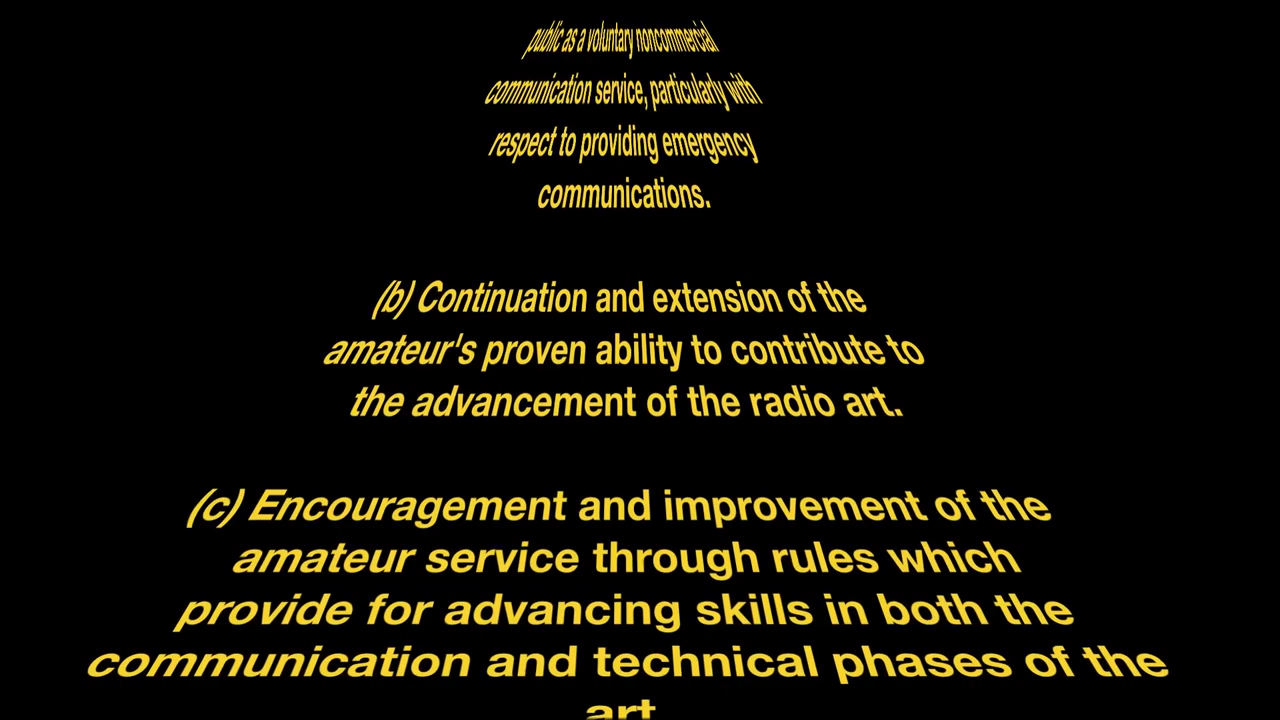 public as a voluntary noncommercial
communication service, particularly with
respect to providing emergency
communications.
(b) Continuation and extension of the
amateur's proven ability to contribute to
the advancement of the radio art.
(c) Encouragement and improvement of the
amateur service through rules which
provide for advancing skills in both the
communication and technical phases of the
art